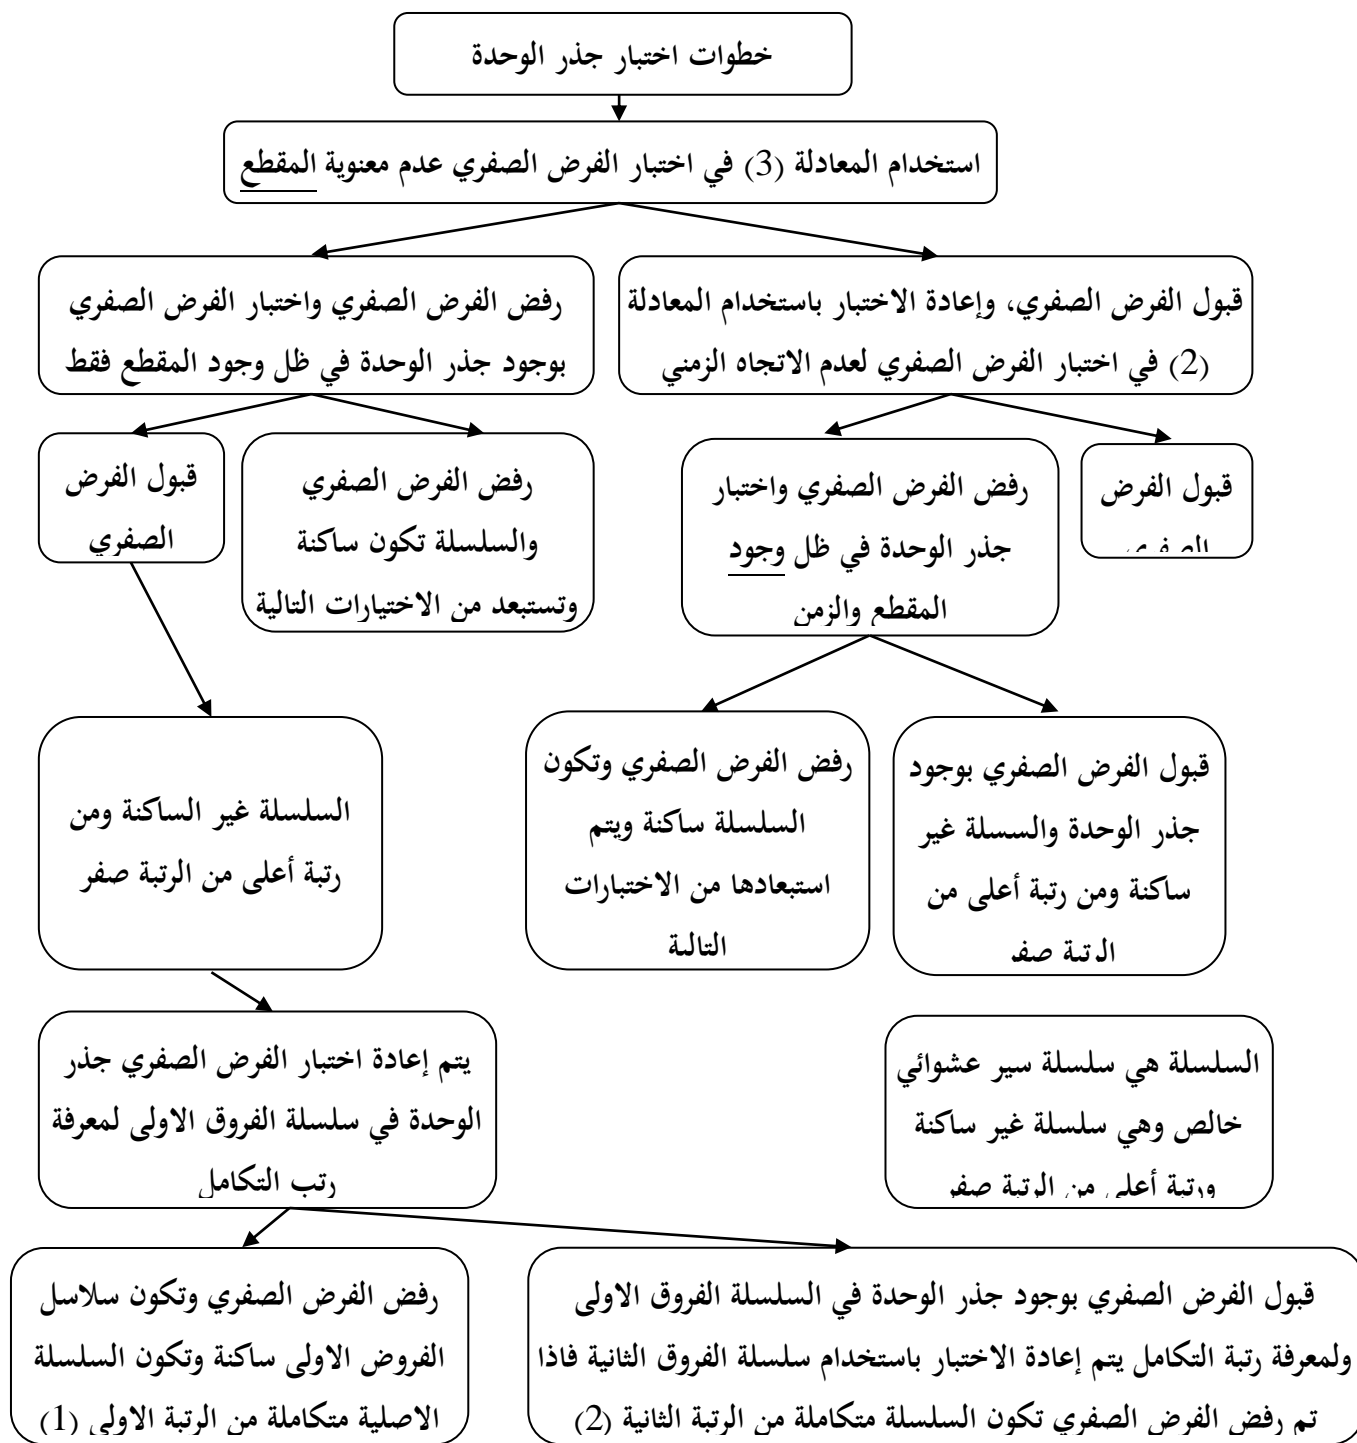 خطوات اختبار جذر الوحدة
استخدام المعادلة (3) في اختبار الفرض الصفري عدم معنوية المقطع
قبول الفرض الصفري، وإعادة الاختبار باستخدام المعادلة
(2) في اختبار الفرض الصفري لعدم الاتجاه الزمني
رفض الفرض الصفري واختبار الفرض الصفري
بوجود جذر الوحدة في ظل وجود المقطع فقط
قبول الفرض
الصفري
رفض الفرض الصفري واختبار
جذر الوحدة في ظل وجود
المقطع والزمن
رفض الفرض الصفري
والسلسلة تكون ساكنة
وتستبعد من الاختيارات التالية
قبول الفرض
الصفري
قبول الفرض الصفري بوجود
جذر الوحدة والسسلة غير
ساكنة ومن رتبة أعلى من
الرتبة صفر
رفض الفرض الصفري وتكون
السلسلة ساكنة ويتم
استبعادها من الاختبارات
التالية
السلسلة غير الساكنة ومن
رتبة أعلى من الرتبة صفر
السلسلة هي سلسلة سير عشوائي
خالص وهي سلسلة غير ساكنة
ورتبة أعلى من الرتبة صفر
يتم إعادة اختبار الفرض الصفري جذر
الوحدة في سلسلة الفروق الاولى لمعرفة
رتب التكامل
قبول الفرض الصفري بوجود جذر الوحدة في السلسلة الفروق الاولى
ولمعرفة رتبة التكامل يتم إعادة الاختبار باستخدام سلسلة الفروق الثانية فاذا
تم رفض الفرض الصفري تكون السلسلة متكاملة من الرتبة الثانية (2)
رفض الفرض الصفري وتكون سلاسل
الفروض الاولى ساكنة وتكون السلسلة
الاصلية متكاملة من الرتبة الاولى (1)